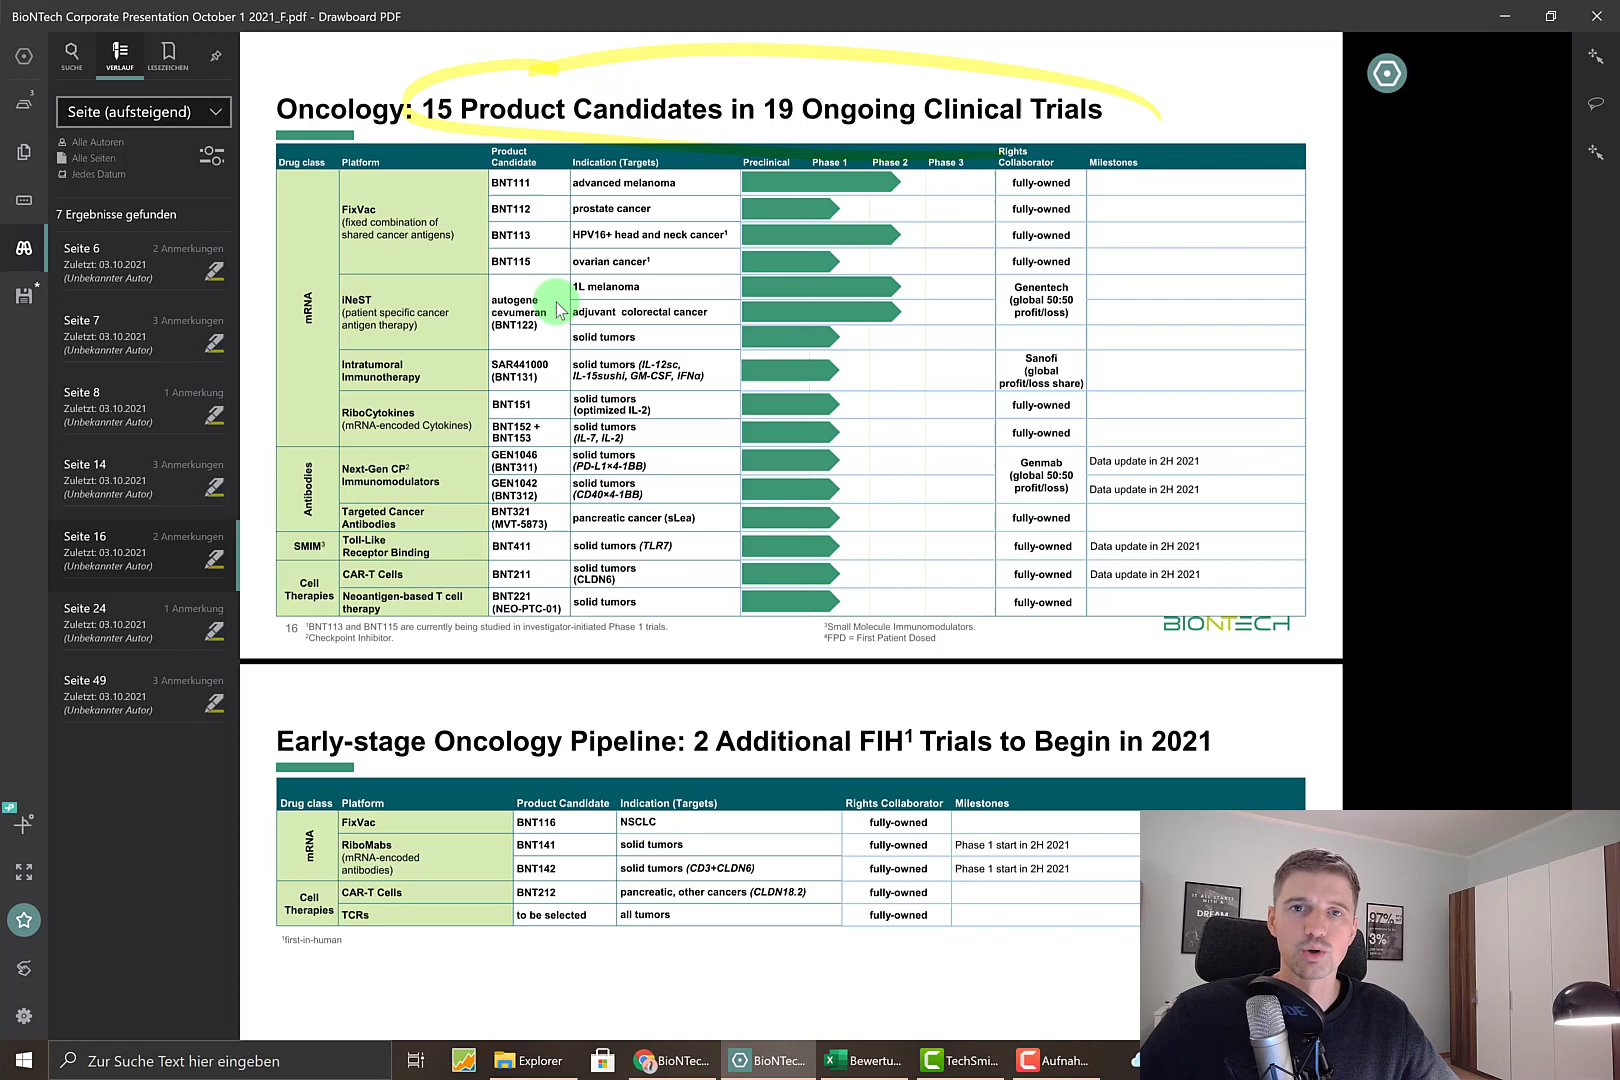 BioNTech Corporate Presentation October 1 2021_F.pdf - Drawboard PDF
SUCHE
VERLAUF
LESEZEICHEN
3
Seite (aufsteigend)
Alle Autoren
Alle Seiten
Jedes Datum
7 Ergebnisse gefunden
Seite 6 2 Anmerkungen
Zuletzt: 03.10.2021
(Unbekannter Autor)
Seite 7 3 Anmerkungen
Zuletzt: 03.10.2021
(Unbekannter Autor)
Seite 8 1 Anmerkung
Zuletzt: 03.10.2021
(Unbekannter Autor)
Seite 14 3 Anmerkungen
Zuletzt: 03.10.2021
(Unbekannter Autor)
Seite 16 2 Anmerkungen
Zuletzt: 03.10.2021
(Unbekannter Autor)
Seite 24 1 Anmerkung
Zuletzt: 03.10.2021
(Unbekannter Autor)
Seite 49 3 Anmerkungen
Zuletzt: 03.10.2021
(Unbekannter Autor)
Oncology: 15 Product Candidates in 19 Ongoing Clinical Trials
Drug class Platform Product Candidate Indication (Targets) Preclinical Phase 1 Phase 2 Phase 3 Rights Collaborator Milestones
mRNA
FixVac
(fixed combination of
shared cancer antigens)
BNT111 advanced melanoma fully-owned
BNT112 prostate cancer fully-owned
BNT113 HPV16+ head and neck cancer¹ fully-owned
BNT115 ovarian cancer¹ fully-owned
iNeST
(patient specific cancer
antigen therapy)
autogene
cevumeran
(BNT122)
1L melanoma
adjuvant colorectal cancer
solid tumors
Genentech
(global 50:50
profit/loss)
Intratumoral
Immunotherapy
SAR441000
(BNT131)
solid tumors (IL-12sc,
IL-15sushi, GM-CSF, IFNα)
Sanofi
(global
profit/loss share)
RiboCytokines
(mRNA-encoded Cytokines)
BNT151
solid tumors
(optimized IL-2)
fully-owned
BNT152 +
BNT153
solid tumors
(IL-7, IL-2)
fully-owned
Antibodies
Next-Gen CP²
Immunomodulators
GEN1046
(BNT311)
solid tumors
(PD-L1×4-1BB)
Genmab
(global 50:50
profit/loss)
Data update in 2H 2021
GEN1042
(BNT312)
solid tumors
(CD40×4-1BB)
Data update in 2H 2021
Targeted Cancer
Antibodies
BNT321
(MVT-5873)
pancreatic cancer (sLea)
fully-owned
SMIM³
Toll-Like
Receptor Binding
BNT411 solid tumors (TLR7) fully-owned Data update in 2H 2021
Cell
Therapies
CAR-T Cells
BNT211
solid tumors
(CLDN6)
fully-owned Data update in 2H 2021
Neoantigen-based T cell
therapy
BNT221
(NEO-PTC-01)
solid tumors
fully-owned
16
¹BNT113 and BNT115 are currently being studied in investigator-initiated Phase 1 trials.
²Checkpoint Inhibitor.
³Small Molecule Immunomodulators.
⁴FPD = First Patient Dosed
BIONTECH
Early-stage Oncology Pipeline: 2 Additional FIH¹ Trials to Begin in 2021
Drug class Platform Product Candidate Indication (Targets) Rights Collaborator Milestones
mRNA
FixVac BNT116 NSCLC fully-owned
RiboMabs
(mRNA-encoded
antibodies)
BNT141 solid tumors fully-owned Phase 1 start in 2H 2021
BNT142 solid tumors (CD3+CLDN6) fully-owned Phase 1 start in 2H 2021
Cell
Therapies
CAR-T Cells BNT212 pancreatic, other cancers (CLDN18.2) fully-owned
TCRs to be selected all tumors fully-owned
¹first-in-human
IT ALL STARTS
WITH A
DREAM
97%
3%
Zur Suche Text hier eingeben
Explorer
BioNTec...
BioNTec...
Bewertu...
TechSmi...
Aufnah...